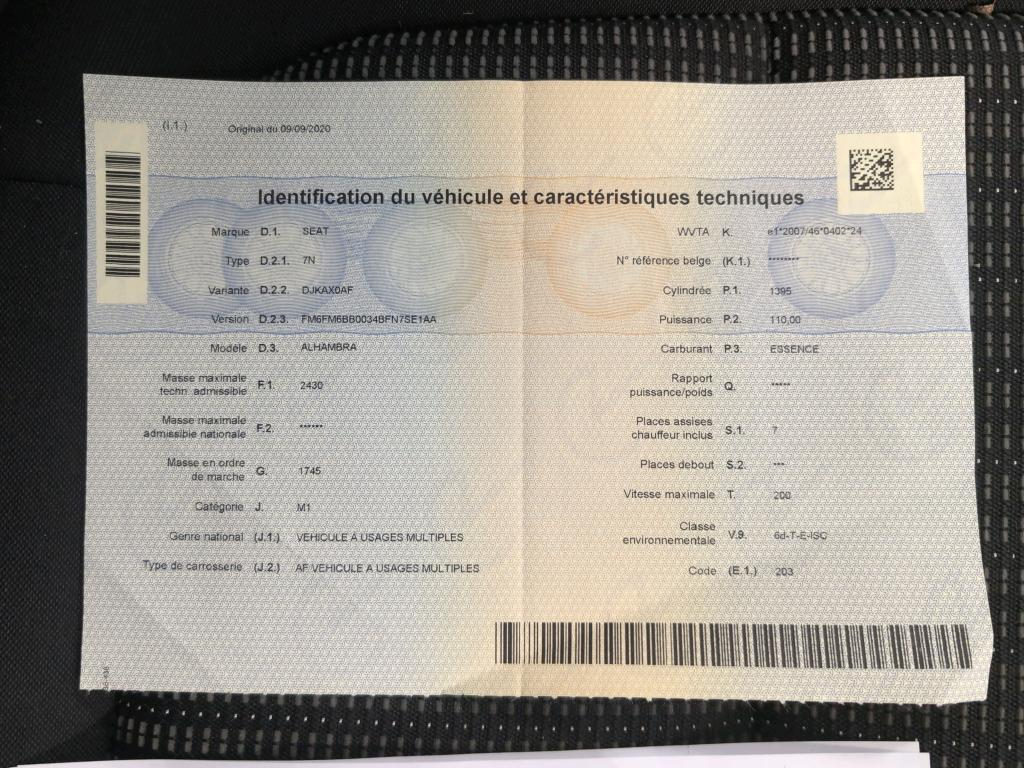 (I.1.) Original du 09/09/2020
Identification du véhicule et caractéristiques techniques
Marque D.1. SEAT
Type D.2.1. 7N
Variante D.2.2. DJKAX0AF
Version D.2.3. FM6FM6BB0034BFN7SE1AA
Modèle D.3. ALHAMBRA
Masse maximale
techn. admissible F.1. 2430
Masse maximale
admissible nationale F.2. ******
Masse en ordre
de marche G. 1745
Catégorie J. M1
Genre national (J.1.) VEHICULE A USAGES MULTIPLES
Type de carrosserie (J.2.) AF VEHICULE A USAGES MULTIPLES
WVTA K. e1*2007/46*0402*24
N° référence belge (K.1.) ********
Cylindrée P.1. 1395
Puissance P.2. 110,00
Carburant P.3. ESSENCE
Rapport
puissance/poids Q. *****
Places assises
chauffeur inclus S.1. 7
Places debout S.2. ***
Vitesse maximale T. 200
Classe
environnementale V.9. 6d-T-E-ISC
Code (E.1.) 203